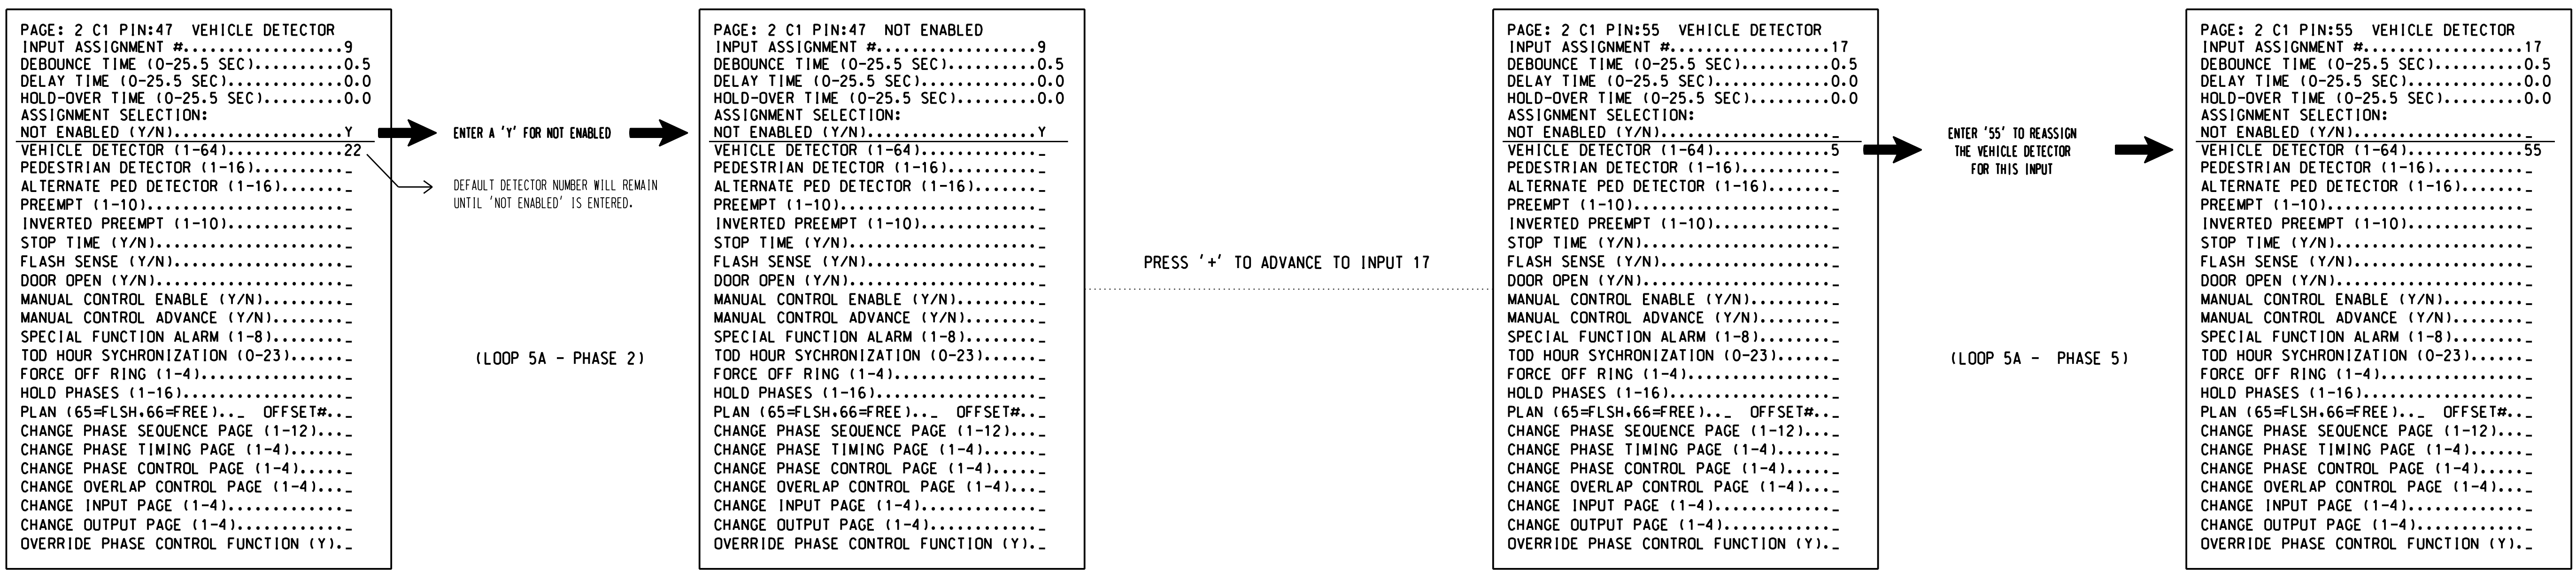 PAGE: 2 C1 PIN:47 VEHICLE DETECTOR
INPUT ASSIGNMENT #.................9
DEBOUNCE TIME (0-25.5 SEC)..........0.5
DELAY TIME (0-25.5 SEC).............0.0
HOLD-OVER TIME (0-25.5 SEC).........0.0
ASSIGNMENT SELECTION:
NOT ENABLED (Y/N)...................Y
VEHICLE DETECTOR (1-64).............22
PEDESTRIAN DETECTOR (1-16)......._
ALTERNATE PED DETECTOR (1-16)......._
PREEMPT (1-10)......................_
INVERTED PREEMPT (1-10)............._
STOP TIME (Y/N)....................._
FLASH SENSE (Y/N)..................._
DOOR OPEN (Y/N)....................._
MANUAL CONTROL ENABLE (Y/N)........._
MANUAL CONTROL ADVANCE (Y/N)........_
SPECIAL FUNCTION ALARM (1-8)........_
TOD HOUR SYCHRONIZATION (0-23)......_
FORCE OFF RING (1-4)................_
HOLD PHASES (1-16).................._
PLAN (65=FLSH,66=FREE).._ OFFSET#.._
CHANGE PHASE SEQUENCE PAGE (1-12)..._
CHANGE PHASE TIMING PAGE (1-4)......_
CHANGE PHASE CONTROL PAGE (1-4)....._
CHANGE OVERLAP CONTROL PAGE (1-4)..._
CHANGE INPUT PAGE (1-4)............._
CHANGE OUTPUT PAGE (1-4)............_
OVERRIDE PHASE CONTROL FUNCTION (Y)._
ENTER A 'Y' FOR NOT ENABLED
DEFAULT DETECTOR NUMBER WILL REMAIN
UNTIL 'NOT ENABLED' IS ENTERED.
(LOOP 5A - PHASE 2)
PAGE: 2 C1 PIN:47 NOT ENABLED
INPUT ASSIGNMENT #.................9
DEBOUNCE TIME (0-25.5 SEC)..........0.5
DELAY TIME (0-25.5 SEC).............0.0
HOLD-OVER TIME (0-25.5 SEC).........0.0
ASSIGNMENT SELECTION:
NOT ENABLED (Y/N)...................Y
VEHICLE DETECTOR (1-64)............._
PEDESTRIAN DETECTOR (1-16)......._
ALTERNATE PED DETECTOR (1-16)......._
PREEMPT (1-10)......................_
INVERTED PREEMPT (1-10)............._
STOP TIME (Y/N)....................._
FLASH SENSE (Y/N)..................._
DOOR OPEN (Y/N)....................._
MANUAL CONTROL ENABLE (Y/N)........._
MANUAL CONTROL ADVANCE (Y/N)........_
SPECIAL FUNCTION ALARM (1-8)........_
TOD HOUR SYCHRONIZATION (0-23)......_
FORCE OFF RING (1-4)................_
HOLD PHASES (1-16).................._
PLAN (65=FLSH,66=FREE).._ OFFSET#.._
CHANGE PHASE SEQUENCE PAGE (1-12)..._
CHANGE PHASE TIMING PAGE (1-4)......_
CHANGE PHASE CONTROL PAGE (1-4)....._
CHANGE OVERLAP CONTROL PAGE (1-4)..._
CHANGE INPUT PAGE (1-4)............._
CHANGE OUTPUT PAGE (1-4)............_
OVERRIDE PHASE CONTROL FUNCTION (Y)._
PRESS '+' TO ADVANCE TO INPUT 17
PAGE: 2 C1 PIN:55 VEHICLE DETECTOR
INPUT ASSIGNMENT #.................17
DEBOUNCE TIME (0-25.5 SEC)..........0.5
DELAY TIME (0-25.5 SEC).............0.0
HOLD-OVER TIME (0-25.5 SEC).........0.0
ASSIGNMENT SELECTION:
NOT ENABLED (Y/N)..................._
VEHICLE DETECTOR (1-64).............5
PEDESTRIAN DETECTOR (1-16)......._
ALTERNATE PED DETECTOR (1-16)......._
PREEMPT (1-10)......................_
INVERTED PREEMPT (1-10)............._
STOP TIME (Y/N)....................._
FLASH SENSE (Y/N)..................._
DOOR OPEN (Y/N)....................._
MANUAL CONTROL ENABLE (Y/N)........._
MANUAL CONTROL ADVANCE (Y/N)........_
SPECIAL FUNCTION ALARM (1-8)........_
TOD HOUR SYCHRONIZATION (0-23)......_
FORCE OFF RING (1-4)................_
HOLD PHASES (1-16).................._
PLAN (65=FLSH,66=FREE).._ OFFSET#.._
CHANGE PHASE SEQUENCE PAGE (1-12)..._
CHANGE PHASE TIMING PAGE (1-4)......_
CHANGE PHASE CONTROL PAGE (1-4)....._
CHANGE OVERLAP CONTROL PAGE (1-4)..._
CHANGE INPUT PAGE (1-4)............._
CHANGE OUTPUT PAGE (1-4)............_
OVERRIDE PHASE CONTROL FUNCTION (Y)._
ENTER '55' TO REASSIGN
THE VEHICLE DETECTOR
FOR THIS INPUT
(LOOP 5A - PHASE 5)
PAGE: 2 C1 PIN:55 VEHICLE DETECTOR
INPUT ASSIGNMENT #.................17
DEBOUNCE TIME (0-25.5 SEC)..........0.5
DELAY TIME (0-25.5 SEC).............0.0
HOLD-OVER TIME (0-25.5 SEC).........0.0
ASSIGNMENT SELECTION:
NOT ENABLED (Y/N)..................._
VEHICLE DETECTOR (1-64).............55
PEDESTRIAN DETECTOR (1-16)......._
ALTERNATE PED DETECTOR (1-16)......._
PREEMPT (1-10)......................_
INVERTED PREEMPT (1-10)............._
STOP TIME (Y/N)....................._
FLASH SENSE (Y/N)..................._
DOOR OPEN (Y/N)....................._
MANUAL CONTROL ENABLE (Y/N)........._
MANUAL CONTROL ADVANCE (Y/N)........_
SPECIAL FUNCTION ALARM (1-8)........_
TOD HOUR SYCHRONIZATION (0-23)......_
FORCE OFF RING (1-4)................_
HOLD PHASES (1-16).................._
PLAN (65=FLSH,66=FREE).._ OFFSET#.._
CHANGE PHASE SEQUENCE PAGE (1-12)..._
CHANGE PHASE TIMING PAGE (1-4)......_
CHANGE PHASE CONTROL PAGE (1-4)....._
CHANGE OVERLAP CONTROL PAGE (1-4)..._
CHANGE INPUT PAGE (1-4)............._
CHANGE OUTPUT PAGE (1-4)............_
OVERRIDE PHASE CONTROL FUNCTION (Y)._